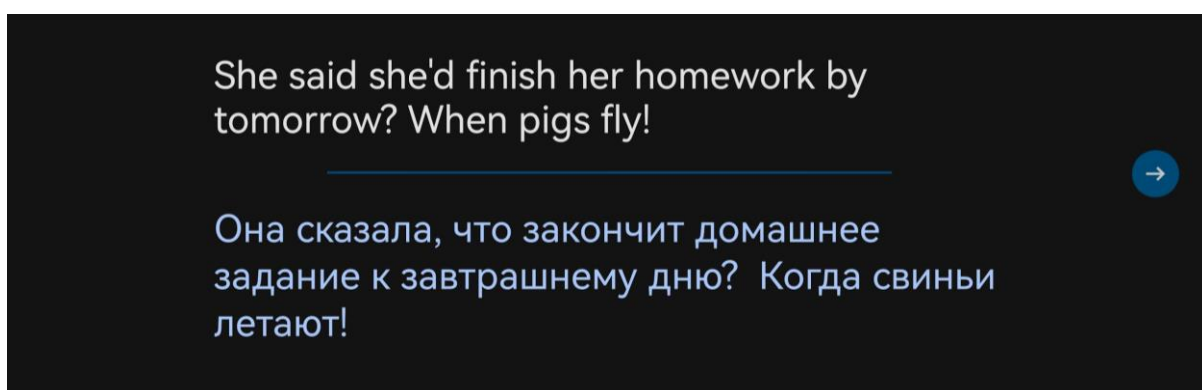 She said she'd finish her homework by
tomorrow? When pigs fly!
Она сказала, что закончит домашнее
задание к завтрашнему дню?  Когда свиньи
летают!